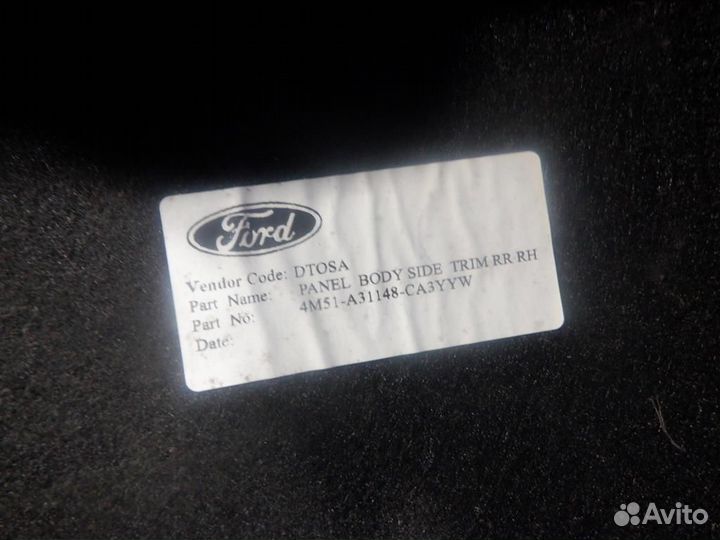 Ford
Vendor Code: DTOSA
Part Name: PANEL BODY SIDE TRIM RR RH
Part No: 4M51-A31148-CA3YYW
Date:
Avito